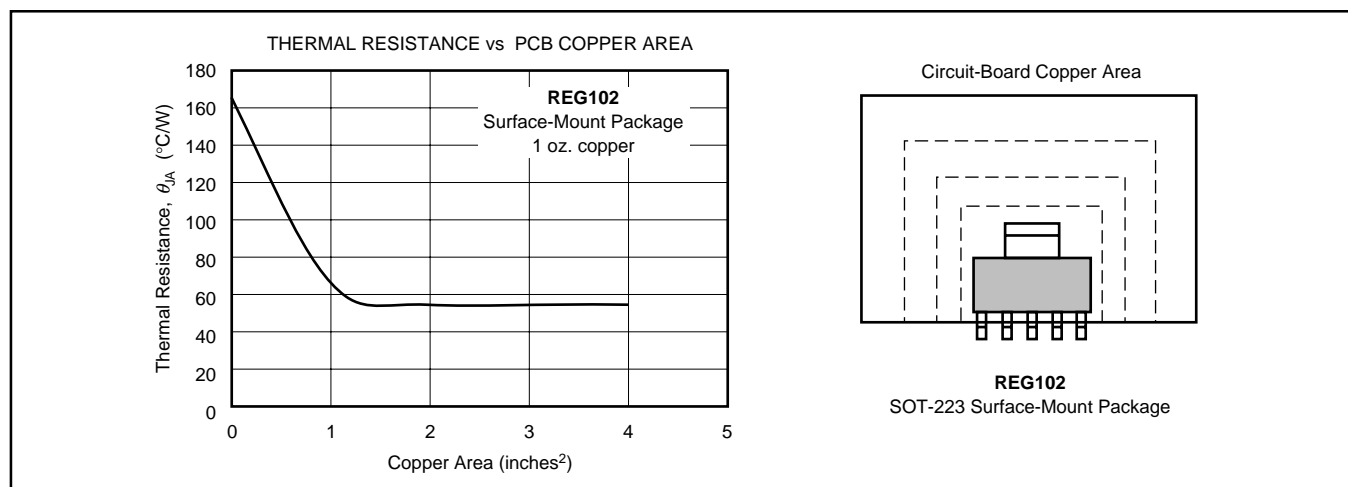 THERMAL RESISTANCE vs PCB COPPER AREA
Thermal Resistance, θJA (°C/W)
180
160
140
120
100
80
60
40
20
0
0 1 2 3 4 5
Copper Area (inches²)
REG102
Surface-Mount Package
1 oz. copper
Circuit-Board Copper Area
REG102
SOT-223 Surface-Mount Package